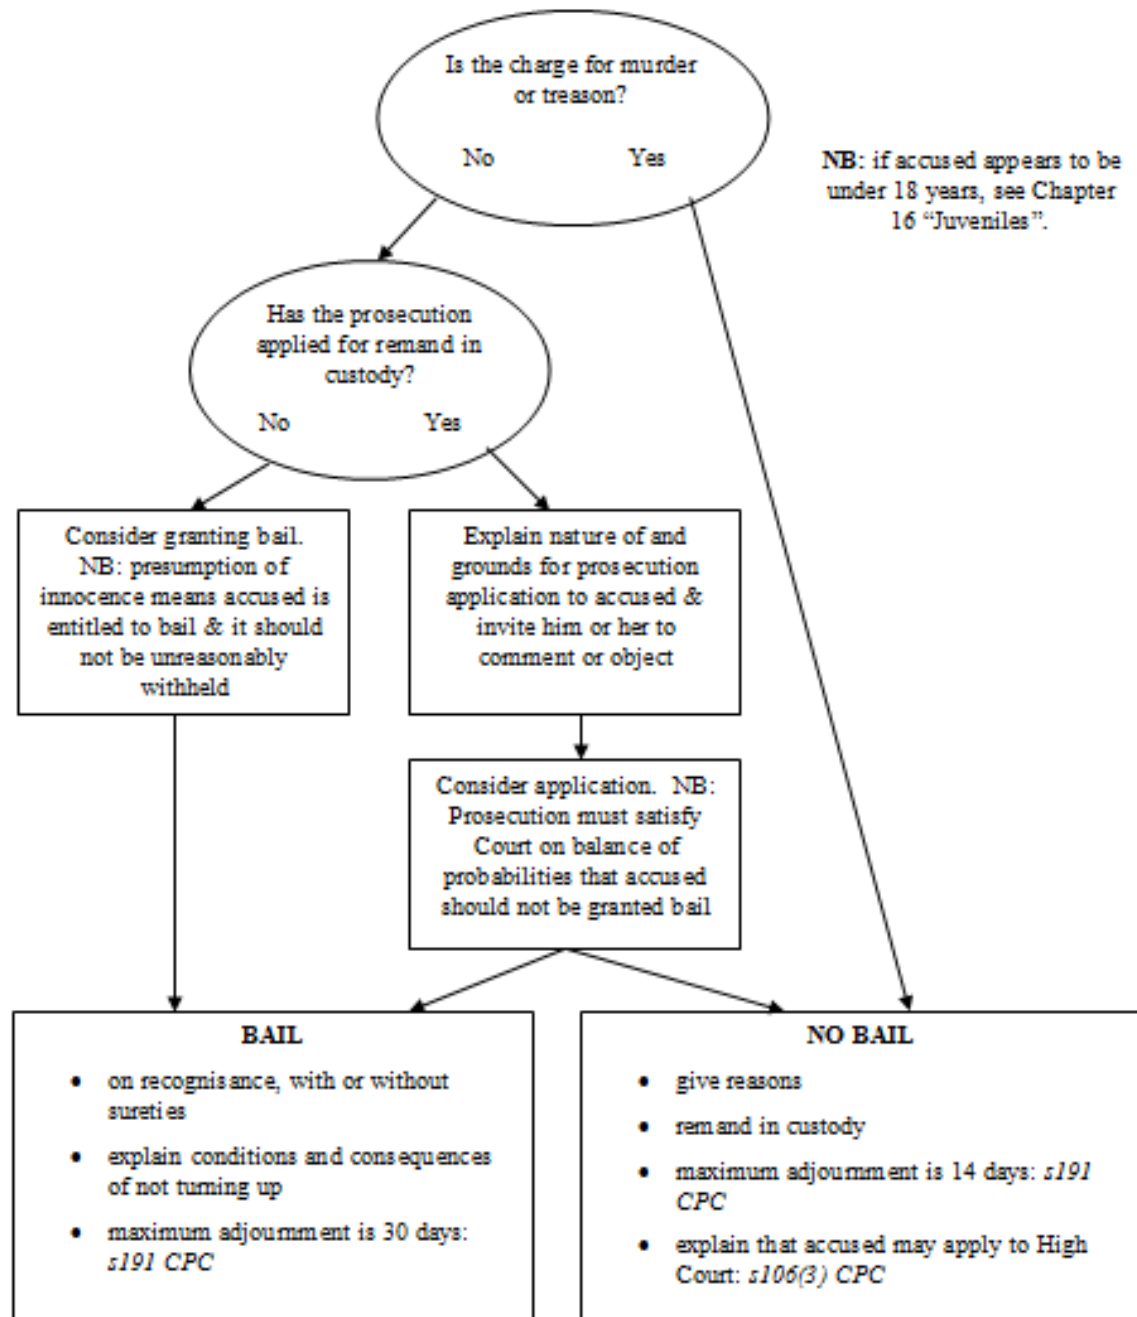 Is the charge for murder
or treason?
No Yes
NB: if accused appears to be
under 18 years, see Chapter
16 “Juveniles”.
Has the prosecution
applied for remand in
custody?
No Yes
Consider granting bail.
NB: presumption of
innocence means accused is
entitled to bail & it should
not be unreasonably
withheld
Explain nature of and
grounds for prosecution
application to accused &
invite him or her to
comment or object
Consider application. NB:
Prosecution must satisfy
Court on balance of
probabilities that accused
should not be granted bail
BAIL
• on recognisance, with or without
sureties
• explain conditions and consequences
of not turning up
• maximum adjournment is 30 days:
s191 CPC
NO BAIL
• give reasons
• remand in custody
• maximum adjournment is 14 days: s191
CPC
• explain that accused may apply to High
Court: s106(3) CPC